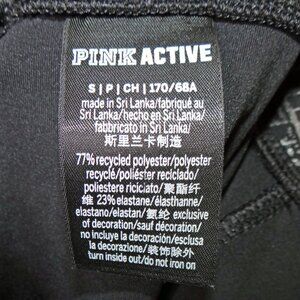 PINK ACTIVE
S | P | CH | 170/68A
made in Sri Lanka/fabriqué au
Sri Lanka/hecho en Sri Lanka/
fabbricato in Sri Lanka/
斯里兰卡制造
77% recycled polyester/polyester
recyclé/poliéster reciclado/
poliestere riciclato/聚酯纤
维 23% elastane/élasthanne/
elastano/elastan/氨纶 exclusive
of decoration/sauf décoration/
no incluye la decoración/esclusa
la decorazione/装饰除外
turn inside out/do not iron on